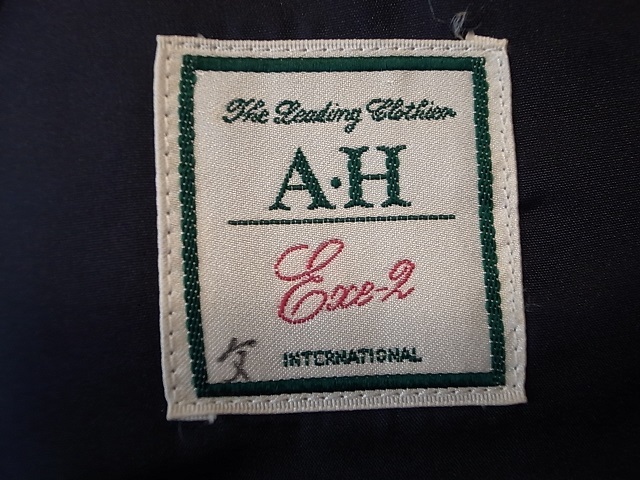 The Leading Clothier
A·H
Exe-2
INTERNATIONAL